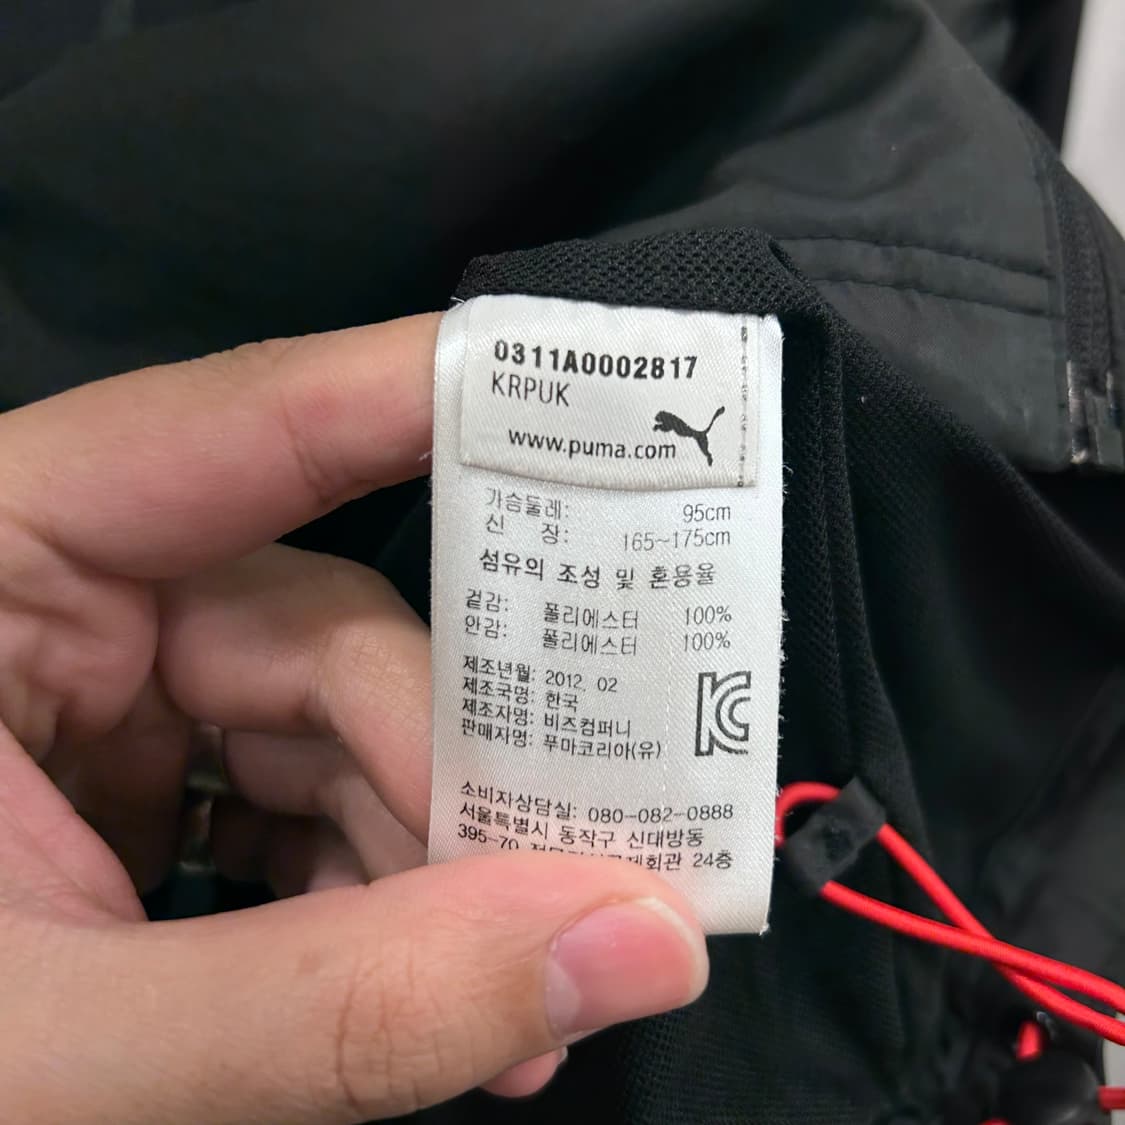 0311A0002817
KRPUK
www.puma.com
가슴둘레: 95cm
신 장: 165~175cm
섬유의 조성 및 혼용율
겉감: 폴리에스터 100%
안감: 폴리에스터 100%
제조년월: 2012. 02
제조국명: 한국
제조자명: 비즈컴퍼니
판매자명: 푸마코리아(유)
소비자상담실: 080-082-0888
서울특별시 동작구 신대방동
395-70 24층